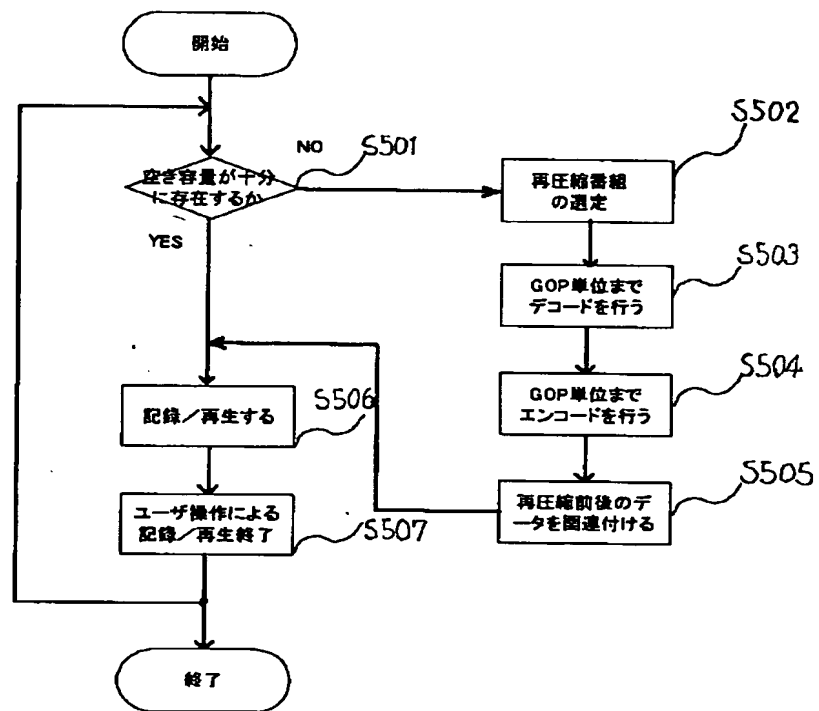 開始
空き容量が十分
に存在するか
NO
S501
YES
再圧縮番組
の選定
S502
GOP単位まで
デコードを行う
S503
GOP単位まで
エンコードを行う
S504
再圧縮前後のデ
ータを関連付ける
S505
記録／再生する
S506
ユーザ操作による
記録／再生終了
S507
終了